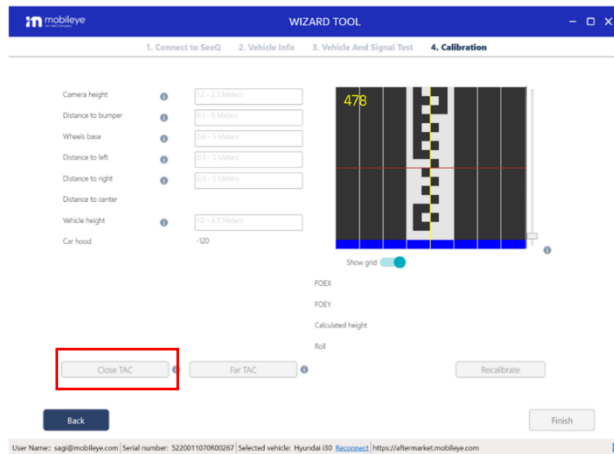 mobileye
WIZARD TOOL
1. Connect to SeeQ 2. Vehicle Info 3. Vehicle And Signal Test 4. Calibration
Camera height 1.2 - 2.5 Meters
Distance to bumper 0.1 - 5 Meters
Wheels base 0.8 - 5 Meters
Distance to left 0.3 - 3 Meters
Distance to right 0.3 - 3 Meters
Distance to center
Vehicle height 1.2 - 4.5 Meters
Car hood -120
478
Show grid
FOEX
FOEY
Calculated height
Roll
Close TAC Far TAC Recalibrate
Back Finish
User Name: sagi@mobileye.com Serial number: 5220011070R00267 Selected vehicle: Hyundai i30 Reconnect https://aftermarket.mobileye.com